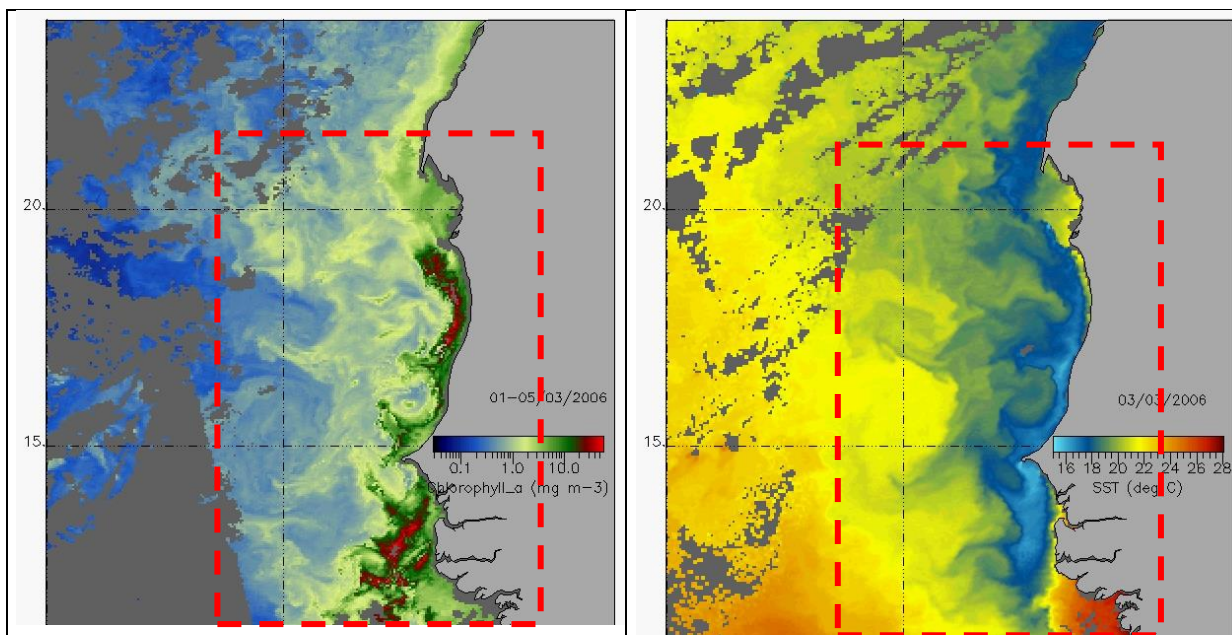 20.
15.
01-05/03/2006
0.1 1.0 10.0
Chlorophyll_a (mg m-3)
20.
15.
03/03/2006
16 18 20 22 24 26 28
SST (deg C)